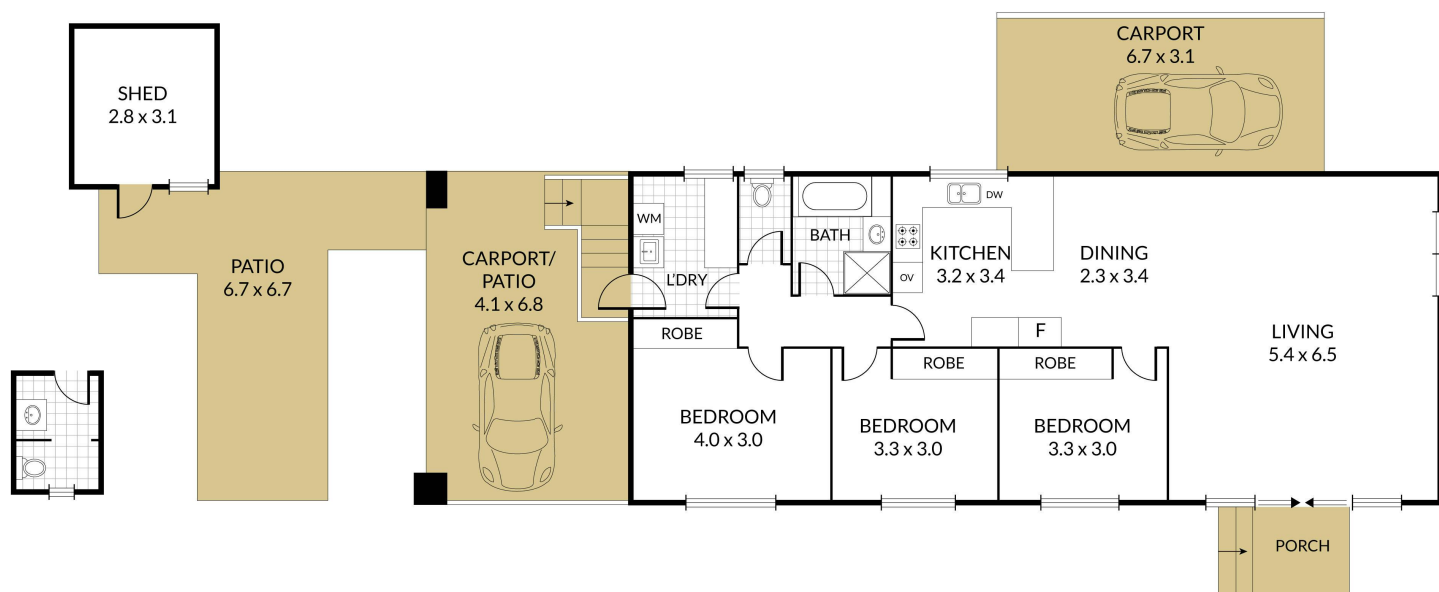 SHED
2.8 x 3.1
CARPORT
6.7 x 3.1
PATIO
6.7 x 6.7
CARPORT/
PATIO
4.1 x 6.8
WM
L'DRY
ROBE
BATH
OV
DW
KITCHEN
3.2 x 3.4
DINING
2.3 x 3.4
F
LIVING
5.4 x 6.5
ROBE
ROBE
BEDROOM
4.0 x 3.0
BEDROOM
3.3 x 3.0
BEDROOM
3.3 x 3.0
PORCH